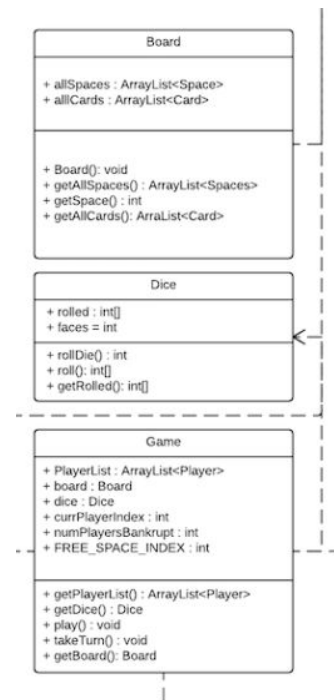 Board
+ allSpaces : ArrayList<Space>
+ alllCards : ArrayList<Card>
+ Board(): void
+ getAllSpaces() : ArrayList<Spaces>
+ getSpace() : int
+ getAllCards(): ArraList<Card>
Dice
+ rolled : int[]
+ faces = int
+ rollDie() : int
+ roll(): int[]
+ getRolled(): int[]
Game
+ PlayerList : ArrayList<Player>
+ board : Board
+ dice : Dice
+ currPlayerIndex : int
+ numPlayersBankrupt : int
+ FREE_SPACE_INDEX : int
+ getPlayerList() : ArrayList<Player>
+ getDice() : Dice
+ play() : void
+ takeTurn() : void
+ getBoard(): Board